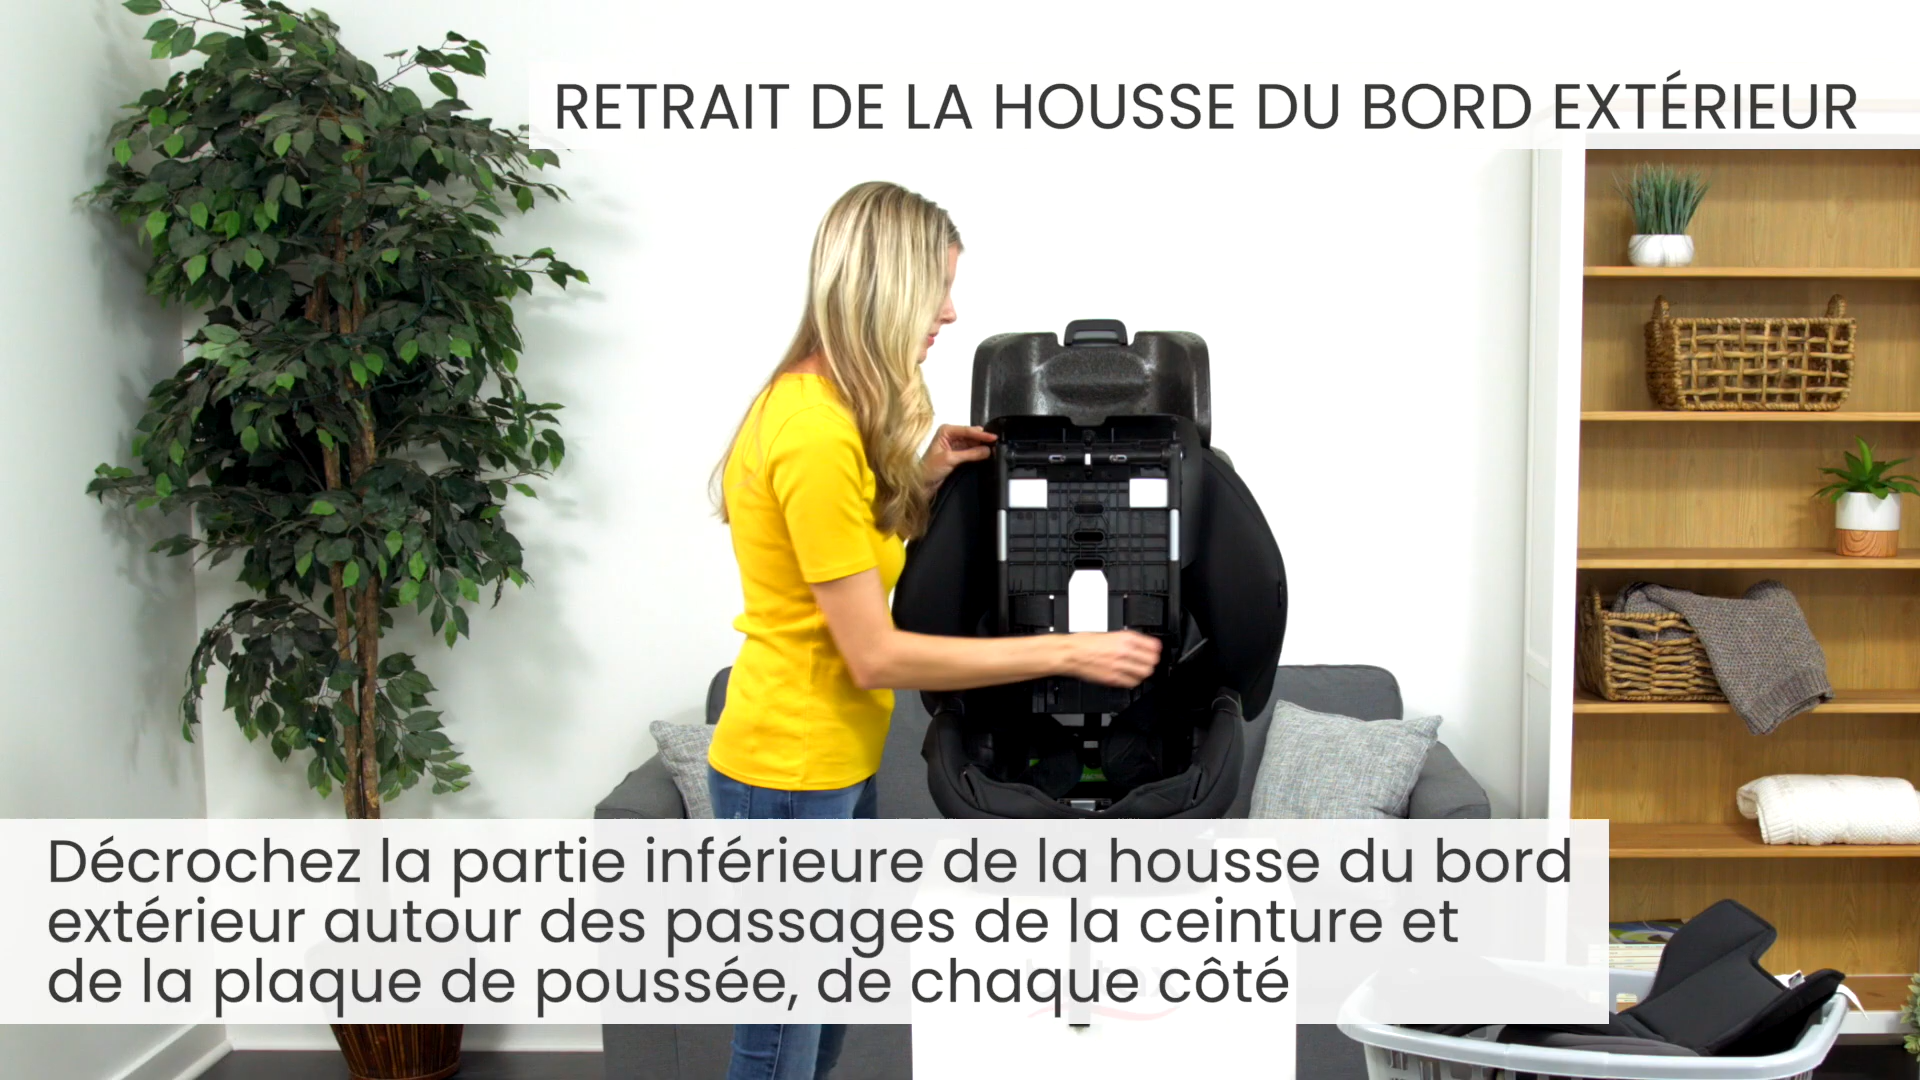 RETRAIT DE LA HOUSSE DU BORD EXTÉRIEUR
Décrochez la partie inférieure de la housse du bord
extérieur autour des passages de la ceinture et
de la plaque de poussée, de chaque côté